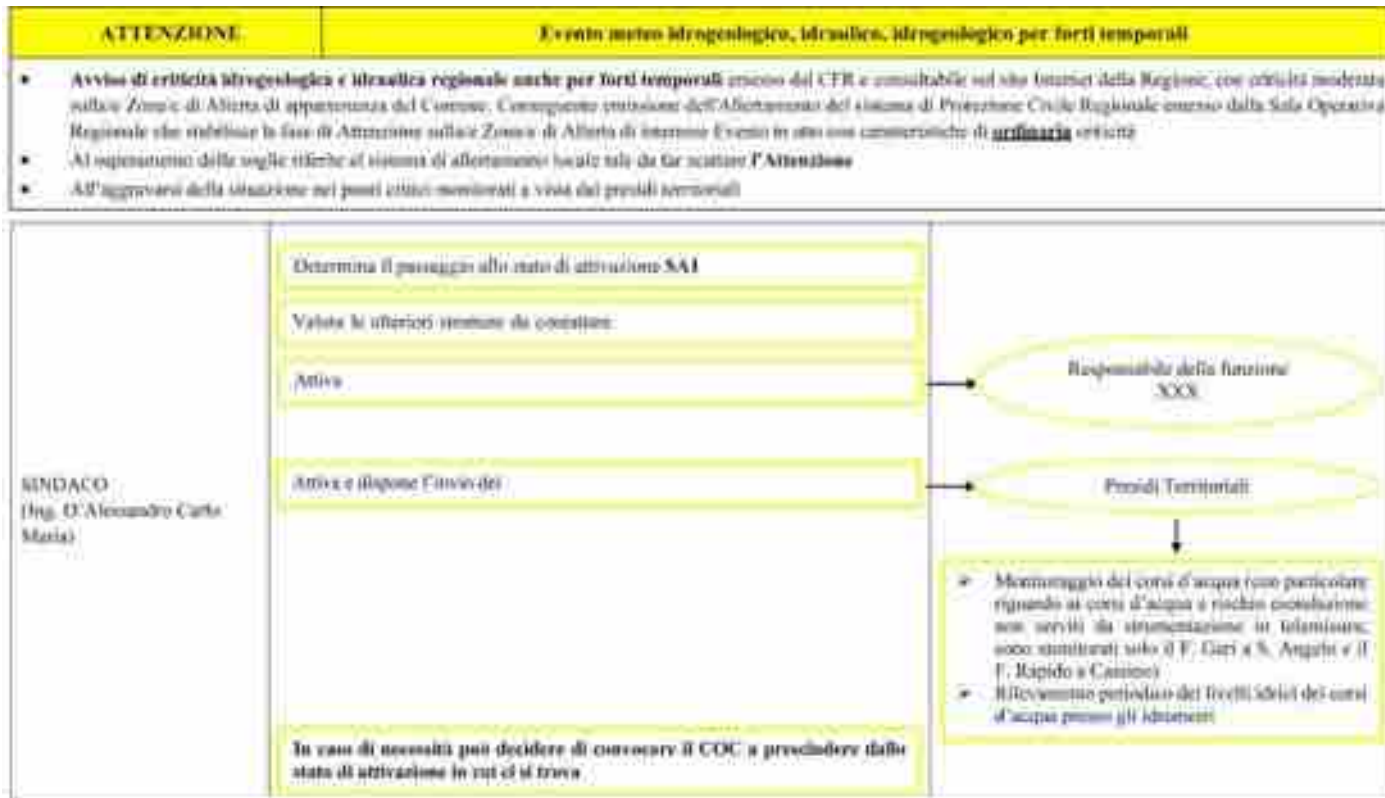 ATTENZIONE
Evento meteo idrogeologico, idraulico, idrogeologico per forti temporali
• Avviso di criticità idrogeologica e idraulica regionale anche per forti temporali emesso dal CFR e consultabile sul sito Internet della Regione, con criticità moderata
sulla/e Zona/e di Allerta di appartenenza del Comune. Conseguente emissione dell'Allertamento del sistema di Protezione Civile Regionale emesso dalla Sala Operativa
Regionale che stabilisce la fase di Attenzione sulla/e Zona/e di Allerta di interesse Evento in atto con caratteristiche di ordinaria criticità
• Al superamento delle soglie riferite al sistema di allertamento locale tale da far scattare l'Attenzione
• All'aggravarsi della situazione nei punti critici monitorati a vista dai presidi territoriali
SINDACO
(Ing. D'Alessandro Carlo
Maria)
Determina il passaggio allo stato di attivazione SA1
Valuta le ulteriori strutture da contattare
Attiva
Responsabile della funzione
XXX
Attiva e dispone l'invio dei
Presidi Territoriali
➢ Monitoraggio dei corsi d'acqua (con particolare
riguardo ai corsi d'acqua a rischio esondazione
non serviti da strumentazione in telemisura,
sono monitorati solo il F. Gari a S. Angelo e il
F. Rapido a Cassino)
➢ Rilevamento periodico dei livelli idrici dei corsi
d'acqua presso gli idrometri
In caso di necessità può decidere di convocare il COC a prescindere dallo
stato di attivazione in cui ci si trova